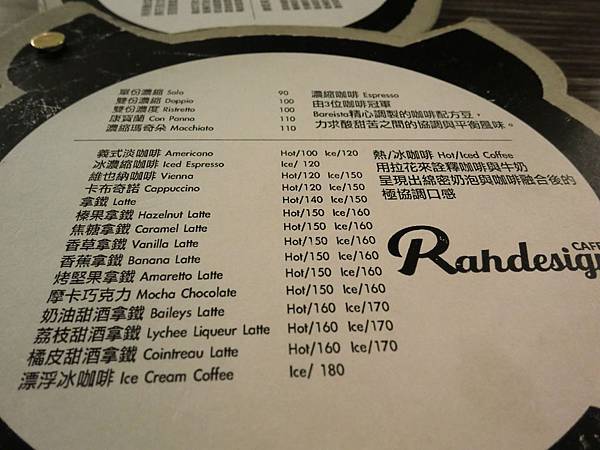 單份濃縮 Solo 90
雙份濃縮 Doppio 100
雙份濃度 Ristretto 100
康寶蘭 Con Panna 110
濃縮瑪奇朵 Macchiato 110
濃縮咖啡 Espresso
由3位咖啡冠軍
Bareista精心調製的咖啡配方豆，
力求酸甜苦之間的協調與平衡風味。
義式淡咖啡 Americano Hot/100 Ice/120
冰濃縮咖啡 Iced Espresso Ice/ 120
維也納咖啡 Vienna Hot/120 Ice/150
卡布奇諾 Cappuccino Hot/120 Ice/150
拿鐵 Latte Hot/140 Ice/150
榛果拿鐵 Hazelnut Latte Hot/150 Ice/160
焦糖拿鐵 Caramel Latte Hot/150 Ice/160
香草拿鐵 Vanilla Latte Hot/150 Ice/160
香蕉拿鐵 Banana Latte Hot/150 Ice/160
烤堅果拿鐵 Amaretto Latte Hot/150 Ice/160
摩卡巧克力 Mocha Chocolate Hot/150 Ice/160
奶油甜酒拿鐵 Baileys Latte Hot/160 Ice/170
荔枝甜酒拿鐵 Lychee Liqueur Latte Hot/160 Ice/170
橘皮甜酒拿鐵 Cointreau Latte Hot/160 Ice/170
漂浮冰咖啡 Ice Cream Coffee Ice/ 180
熱/冰咖啡 Hot/Iced Coffee
用拉花來詮釋咖啡與牛奶
呈現出綿密奶泡與咖啡融合後的
極協調口感
CAFE
Rahdesign